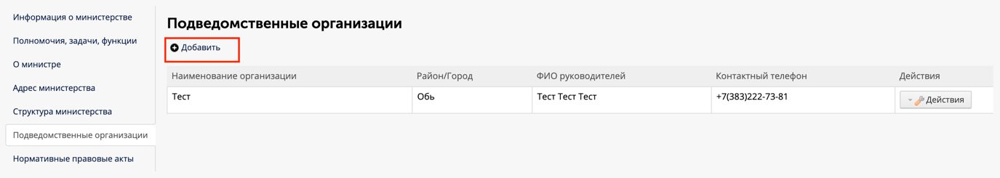 Информация о министерстве
Полномочия, задачи, функции
О министре
Адрес министерства
Структура министерства
Подведомственные организации
Нормативные правовые акты
Подведомственные организации
Добавить
Наименование организации Район/Город ФИО руководителей Контактный телефон Действия
Тест Обь Тест Тест Тест +7(383)222-73-81 Действия